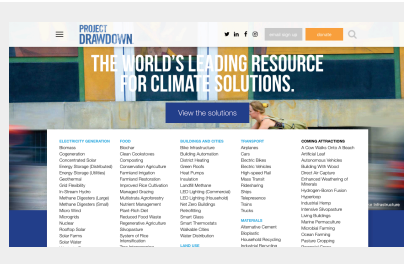 PROJECT
DRAWDOWN
email sign up
donate
THE WORLD'S LEADING RESOURCE
FOR CLIMATE SOLUTIONS.
View the solutions
ELECTRICITY GENERATION
Biomass
Cogeneration
Concentrated Solar
Energy Storage (Distributed)
Energy Storage (Utilities)
Geothermal
Grid Flexibility
In-Stream Hydro
Methane Digesters (Large)
Methane Digesters (Small)
Micro Wind
Microgrids
Nuclear
Rooftop Solar
Solar Farms
Solar Water
FOOD
Biochar
Clean Cookstoves
Composting
Conservation Agriculture
Farmland Irrigation
Farmland Restoration
Improved Rice Cultivation
Managed Grazing
Multistrata Agroforestry
Nutrient Management
Plant-Rich Diet
Reduced Food Waste
Regenerative Agriculture
Silvopasture
System of Rice
Intensification
BUILDINGS AND CITIES
Bike Infrastructure
Building Automation
District Heating
Green Roofs
Heat Pumps
Insulation
Landfill Methane
LED Lighting (Commercial)
LED Lighting (Household)
Net Zero Buildings
Retrofitting
Smart Glass
Smart Thermostats
Walkable Cities
Water Distribution
LAND USE
TRANSPORT
Airplanes
Cars
Electric Bikes
Electric Vehicles
High-speed Rail
Mass Transit
Ridesharing
Ships
Telepresence
Trains
Trucks
MATERIALS
Alternative Cement
Bioplastic
Household Recycling
Industrial Recycling
COMING ATTRACTIONS
A Cow Walks Onto A Beach
Artificial Leaf
Autonomous Vehicles
Building With Wood
Direct Air Capture
Enhanced Weathering of
Minerals
Hydrogen-Boron Fusion
Hyperloop
Industrial Hemp
Intensive Silvopasture
Living Buildings
Marine Permaculture
Microbial Farming
Ocean Farming
Pasture Cropping
Infrastructure